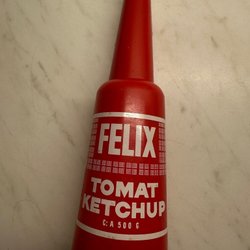 FELIX
TOMAT
KETCHUP
C:A 500 G